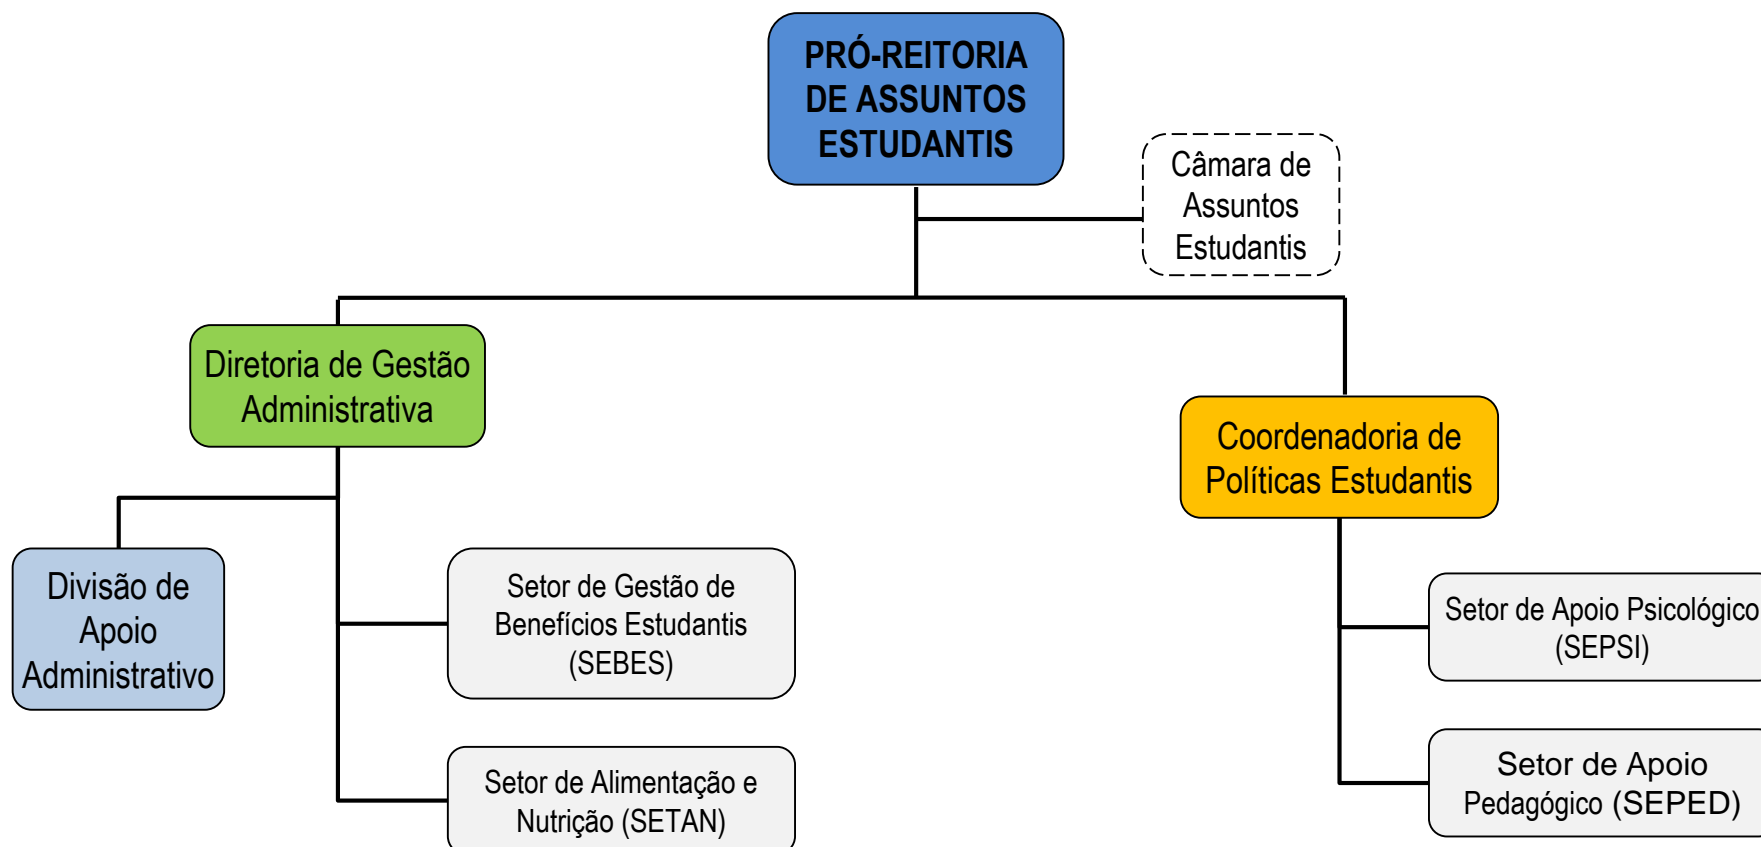 PRÓ-REITORIA
DE ASSUNTOS
ESTUDANTIS
Câmara de
Assuntos
Estudantis
Diretoria de Gestão
Administrativa
Coordenadoria de
Políticas Estudantis
Divisão de
Apoio
Administrativo
Setor de Gestão de
Benefícios Estudantis
(SEBES)
Setor de Apoio Psicológico
(SEPSI)
Setor de Alimentação e
Nutrição (SETAN)
Setor de Apoio
Pedagógico (SEPED)